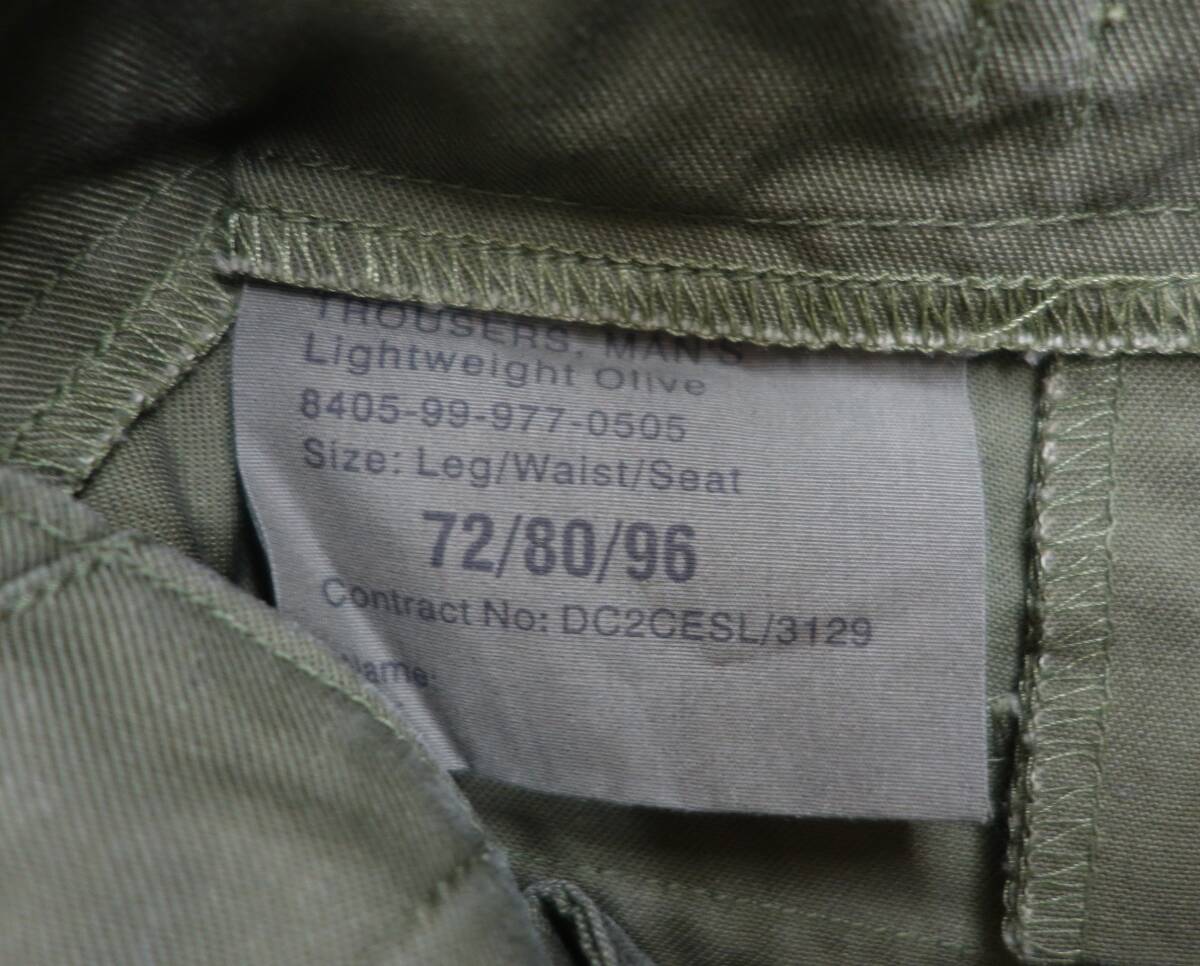 TROUSERS, MAN'S
Lightweight Olive
8405-99-977-0505
Size: Leg/Waist/Seat
72/80/96
Contract No: DC2CESL/3129
Name: